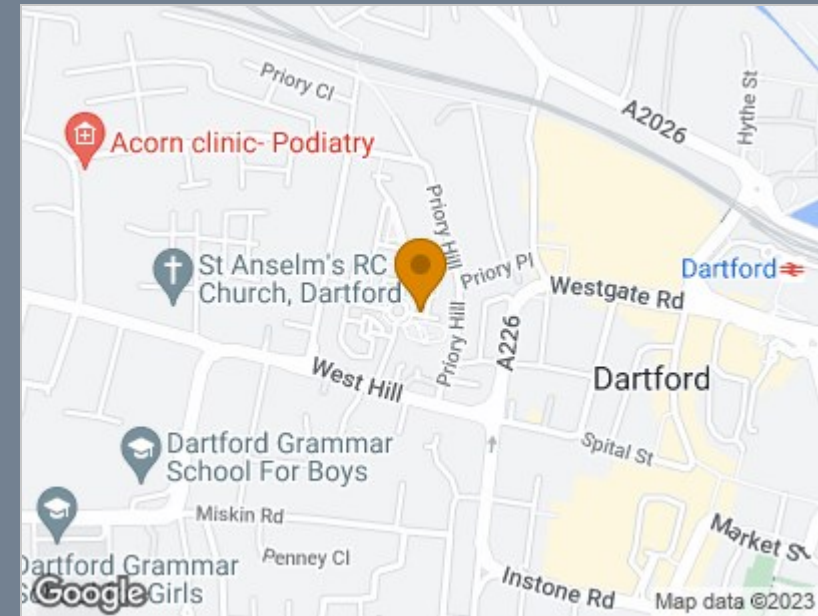 Priory Cl
A2026
Hythe St
Acorn clinic- Podiatry
Priory Hill
St Anselm's RC
Church, Dartford
Priory Pl
Dartford
Westgate Rd
Priory Hill
A226
West Hill
Dartford
Dartford Grammar
School For Boys
Spital St
Miskin Rd
Market S
Penney Cl
Dartford Grammar
Girls
Instone Rd
Google
Map data ©2023